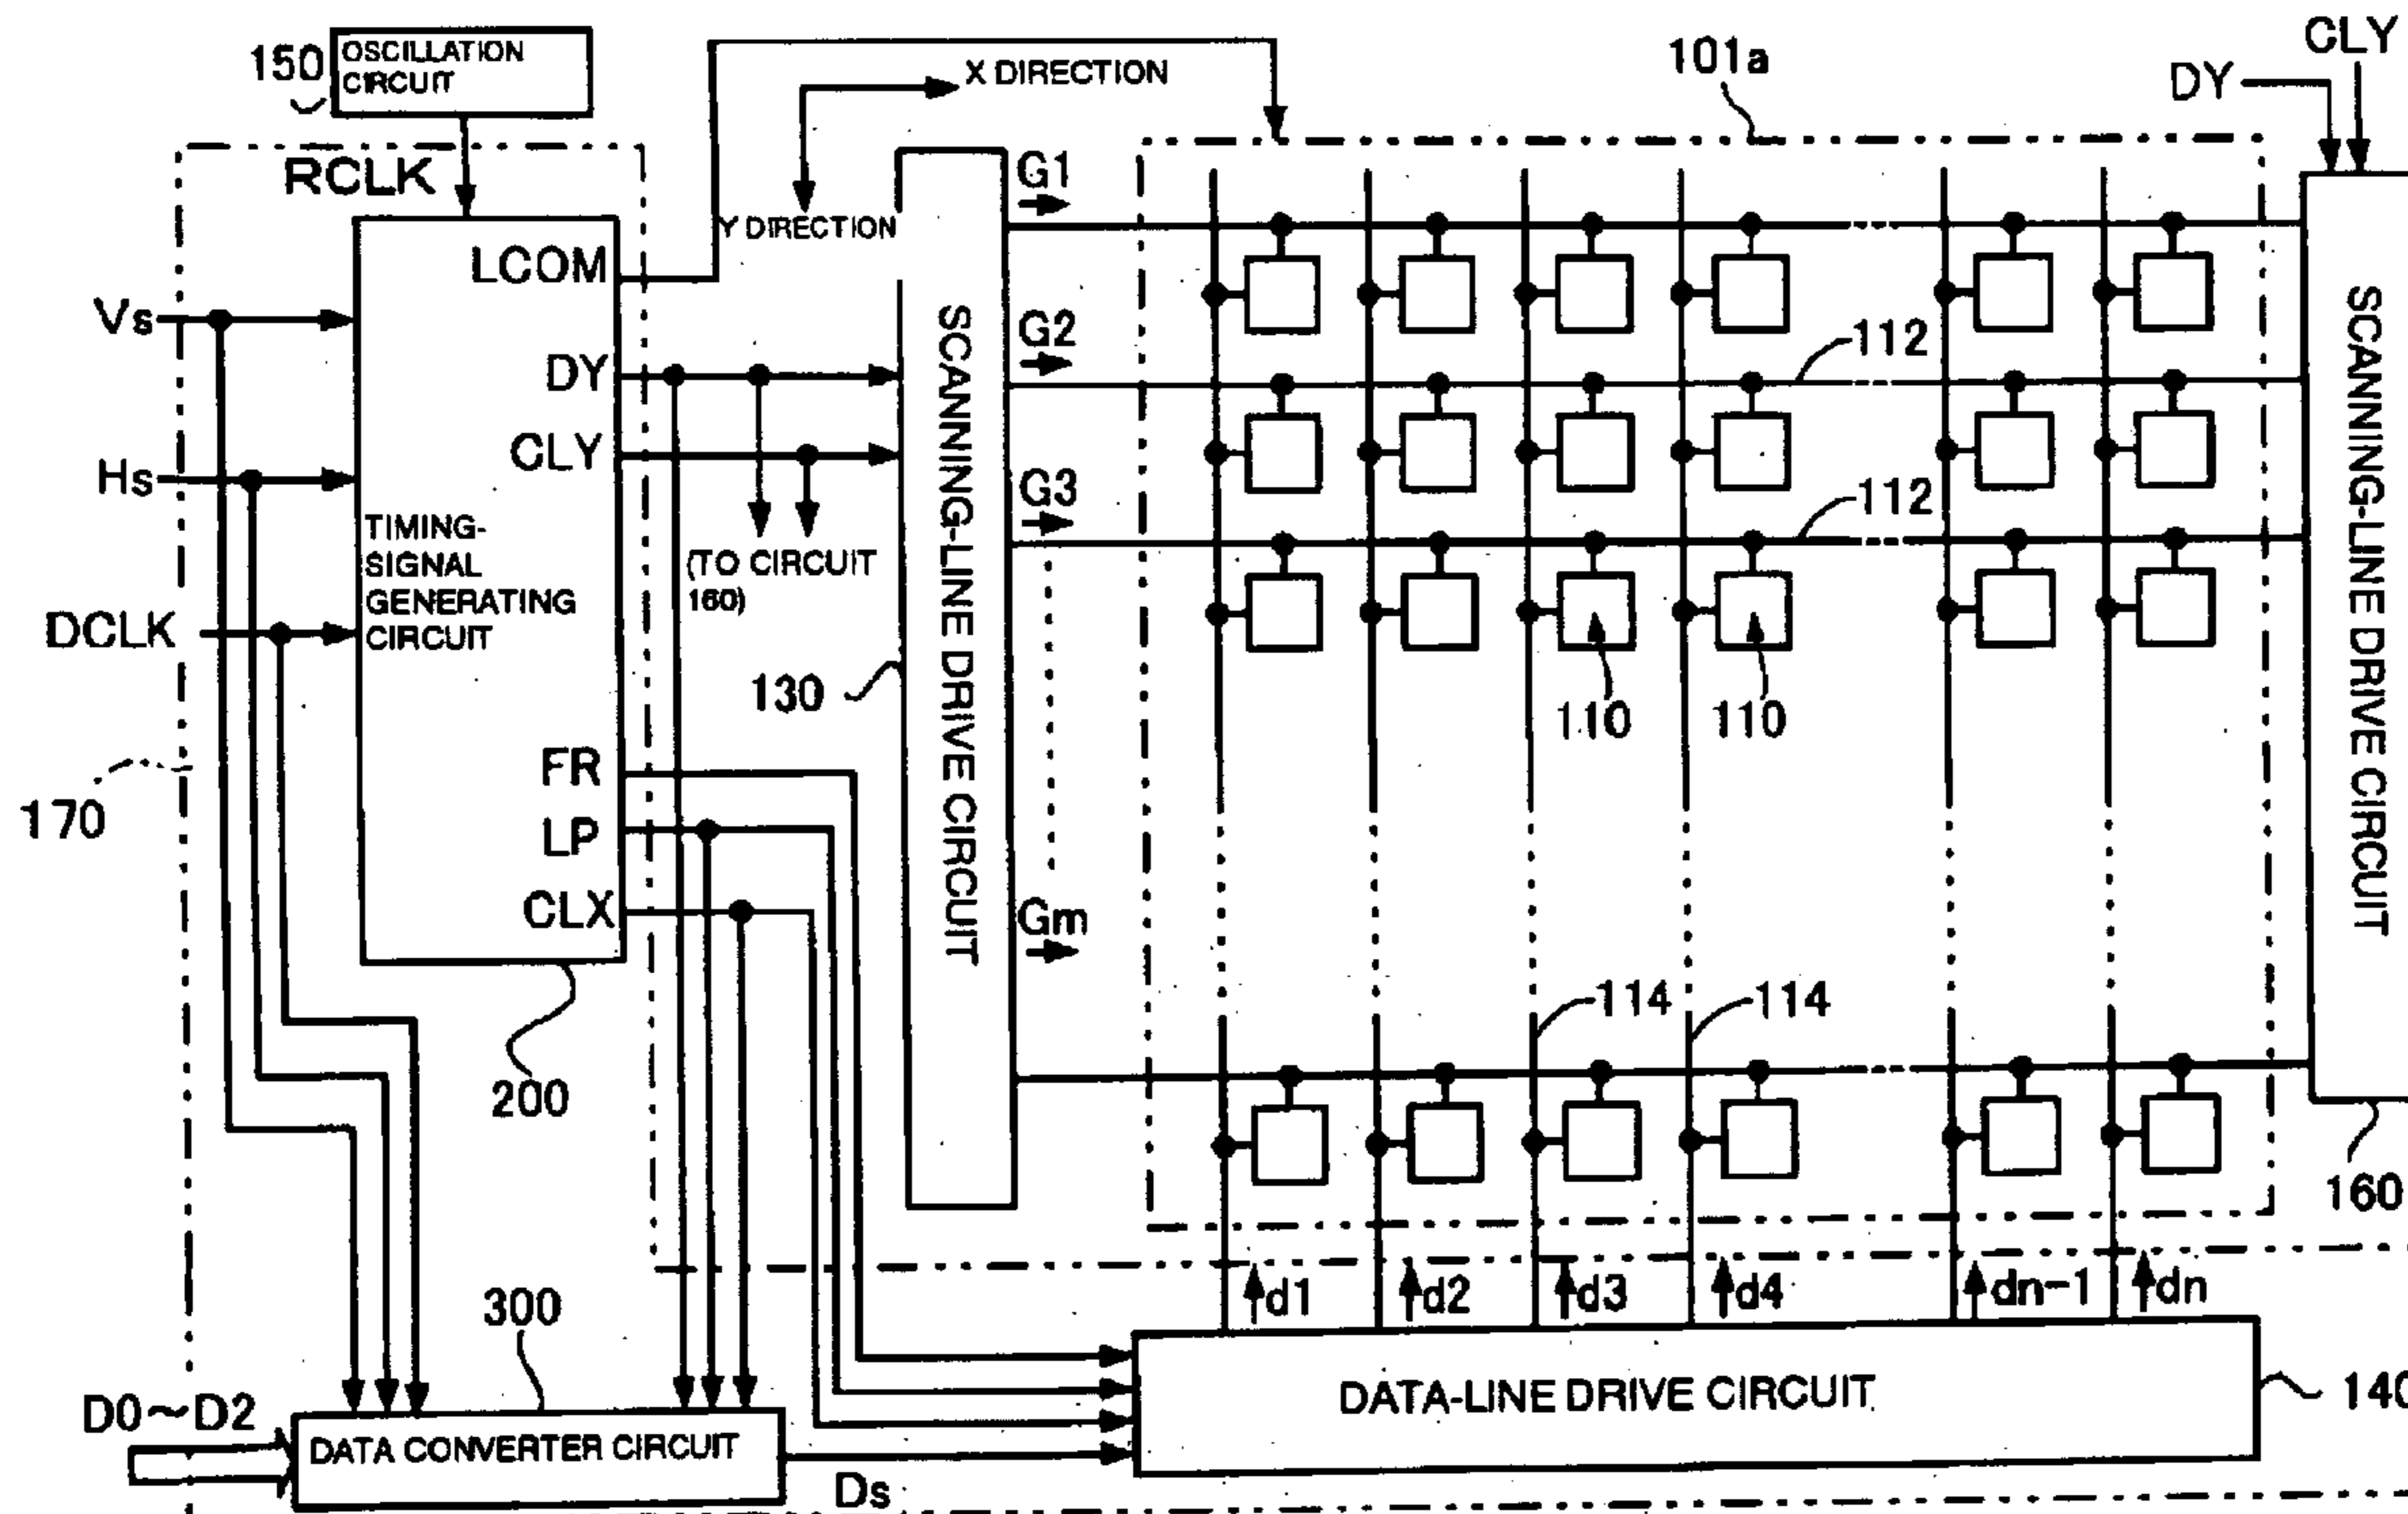 150
OSCILLATION
CIRCUIT
X DIRECTION
101a
CLY
DY
RCLK
Y DIRECTION
G1
LCOM
Vs
G2
112
DY
CLY
Hs
G3
112
TIMING-
SIGNAL
GENERATING
CIRCUIT
(TO CIRCUIT
160)
DCLK
SCANNING-LINE DRIVE CIRCUIT
SCANNING-LINE DRIVE CIRCUIT
130
110
110
FR
170
LP
CLX
Gm
114
114
200
160
d1
d2
d3
d4
dn-1
dn
300
D0~D2
DATA CONVERTER CIRCUIT
DATA-LINE DRIVE CIRCUIT
140
Ds